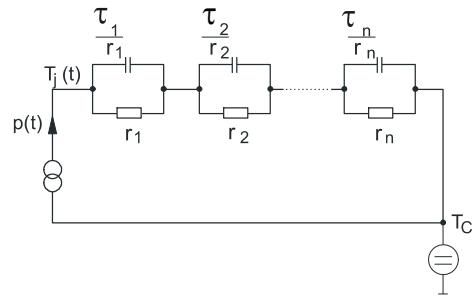 τ1 τ2 τn
r1 r2 rn
Tj (t)
r1 r2 rn
p(t)
TC